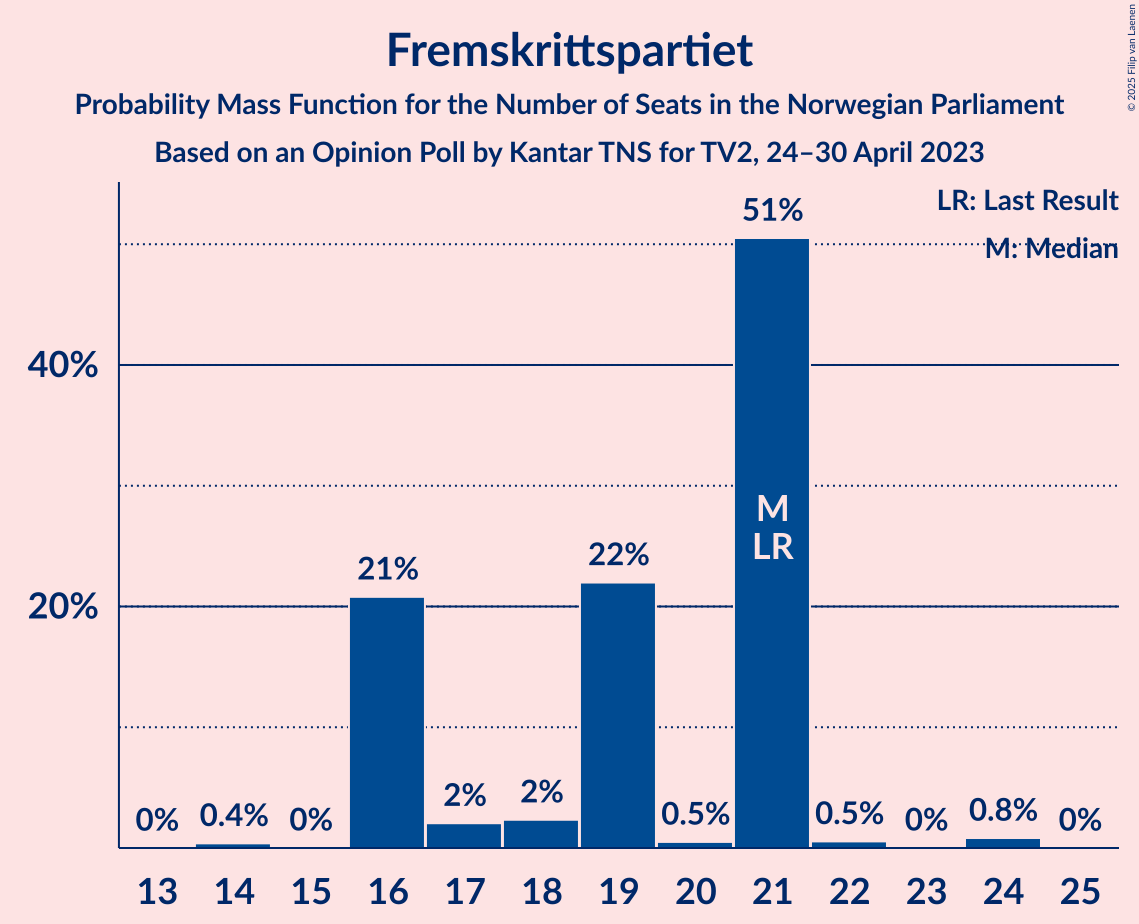 Fremskrittspartiet
Probability Mass Function for the Number of Seats in the Norwegian Parliament
Based on an Opinion Poll by Kantar TNS for TV2, 24–30 April 2023
© 2025 Filip van Laenen
LR: Last Result
M: Median
51%
40%
M
LR
22%
21%
20%
2%
2%
0%
0.4%
0%
0.5%
0.5%
0%
0.8%
0%
13 14 15 16 17 18 19 20 21 22 23 24 25